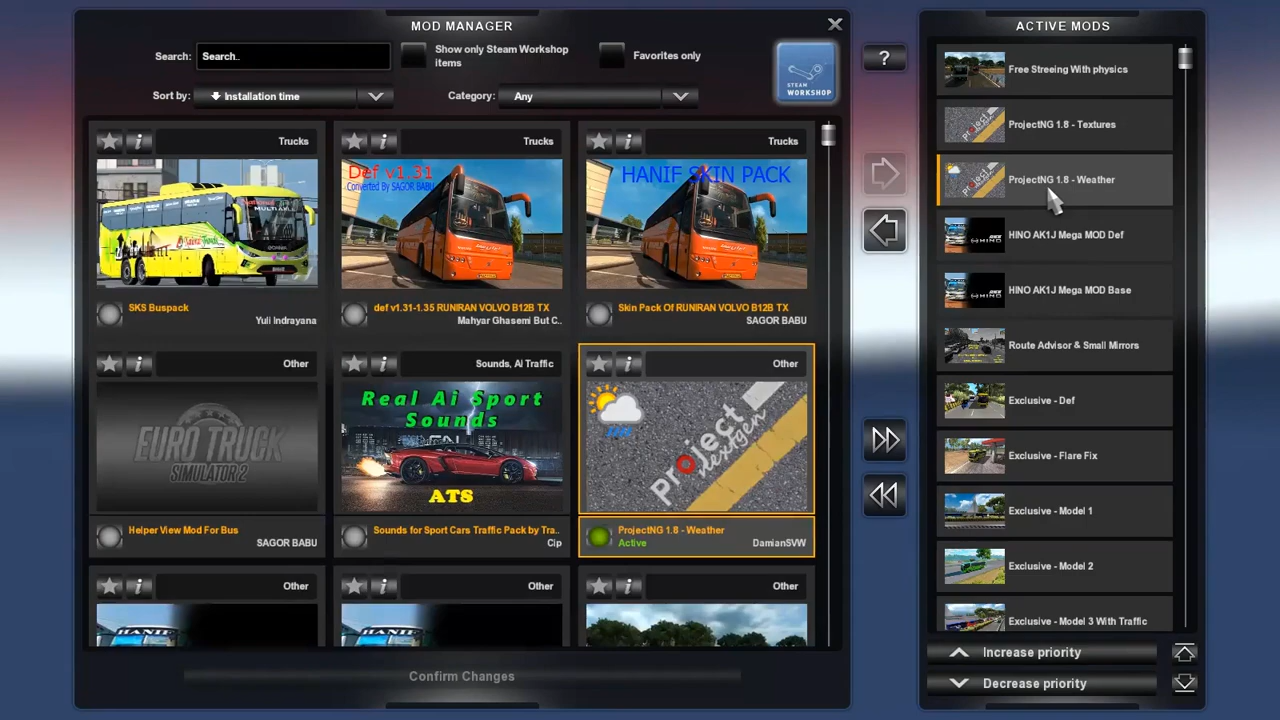 MOD MANAGER
Search:
Search..
Show only Steam Workshop
items
Favorites only
STEAM
WORKSHOP
Sort by:
Installation time
Category:
Any
Trucks
SKS Buspack
Yuli Indrayana
Trucks
Def v1.31
Converted By SAGOR BABU
def v1.31-1.35 RUNIRAN VOLVO B12B TX
Mahyar Ghasemi But C..
Trucks
HANIF SKIN PACK
Skin Pack Of RUNIRAN VOLVO B12B TX
SAGOR BABU
Other
EURO TRUCK
SIMULATOR 2
Helper View Mod For Bus
SAGOR BABU
Sounds, AI Traffic
Real Ai Sport
Sounds
ATS
Sounds for Sport Cars Traffic Pack by Tra..
Cip
Other
Project
nextgen
ProjectNG 1.8 - Weather
Active
DamianSVW
Other
HANIF
Other
HANIF
Other
Confirm Changes
?
ACTIVE MODS
Free Streeing With physics
ProjectNG 1.8 - Textures
ProjectNG 1.8 - Weather
HINO AK1J Mega MOD Def
HINO AK1J Mega MOD Base
Route Advisor & Small Mirrors
Exclusive - Def
Exclusive - Flare Fix
Exclusive - Model 1
Exclusive - Model 2
Exclusive - Model 3 With Traffic
Increase priority
Decrease priority